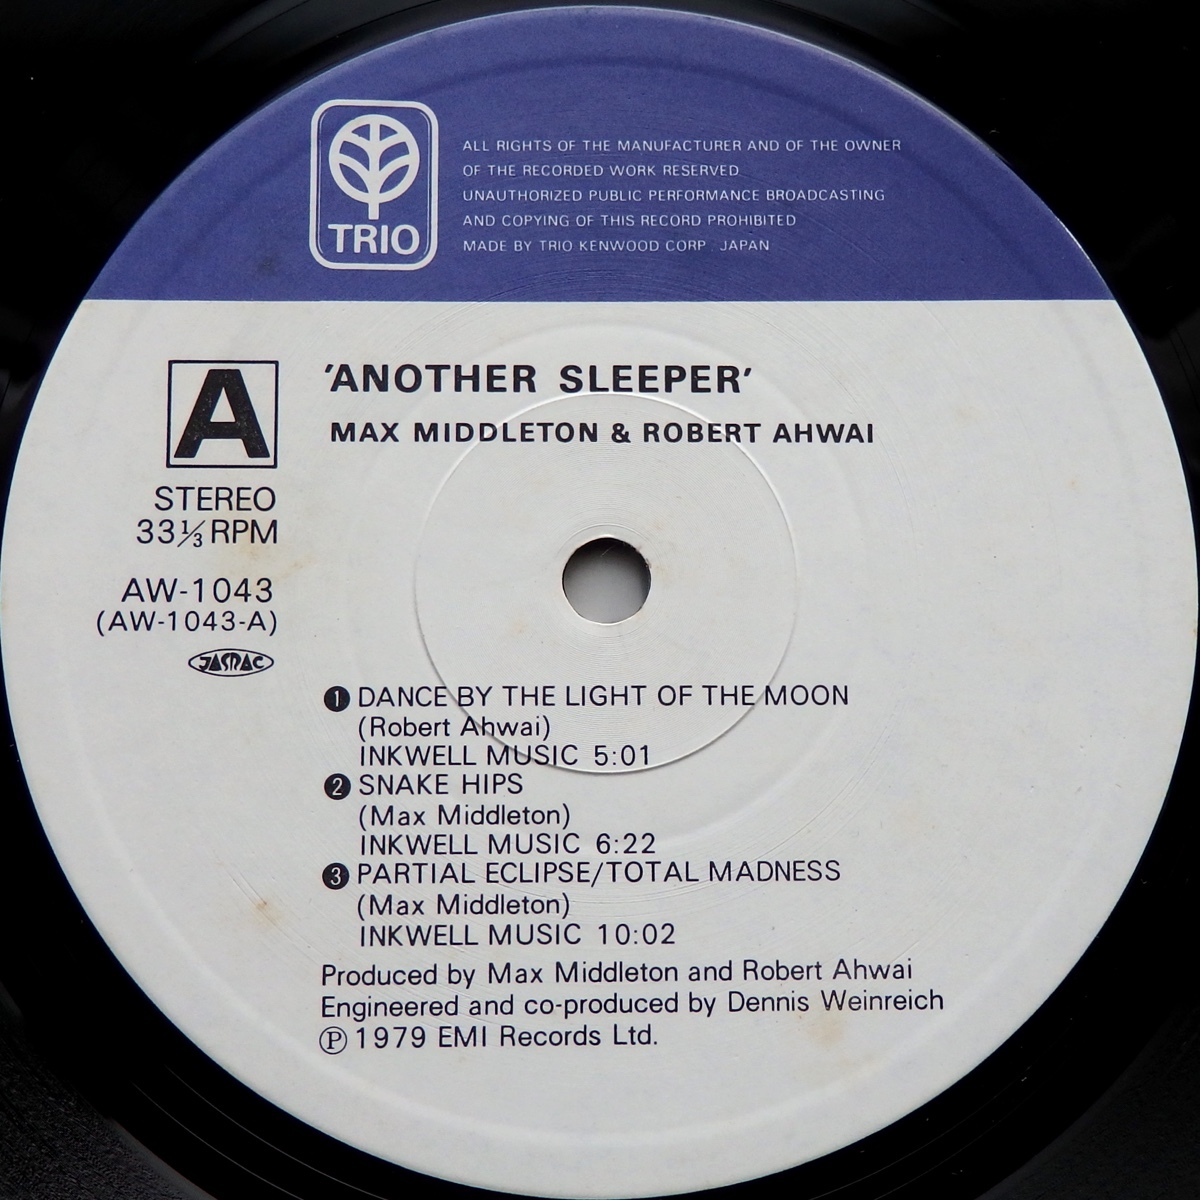 TRIO
ALL RIGHTS OF THE MANUFACTURER AND OF THE OWNER
OF THE RECORDED WORK RESERVED
UNAUTHORIZED PUBLIC PERFORMANCE BROADCASTING
AND COPYING OF THIS RECORD PROHIBITED
MADE BY TRIO KENWOOD CORP. JAPAN
A
STEREO
33⅓ RPM
AW-1043
(AW-1043-A)
JASRAC
'ANOTHER SLEEPER'
MAX MIDDLETON & ROBERT AHWAI
❶ DANCE BY THE LIGHT OF THE MOON
(Robert Ahwai)
INKWELL MUSIC 5:01
❷ SNAKE HIPS
(Max Middleton)
INKWELL MUSIC 6:22
❸ PARTIAL ECLIPSE/TOTAL MADNESS
(Max Middleton)
INKWELL MUSIC 10:02
Produced by Max Middleton and Robert Ahwai
Engineered and co-produced by Dennis Weinreich
℗ 1979 EMI Records Ltd.